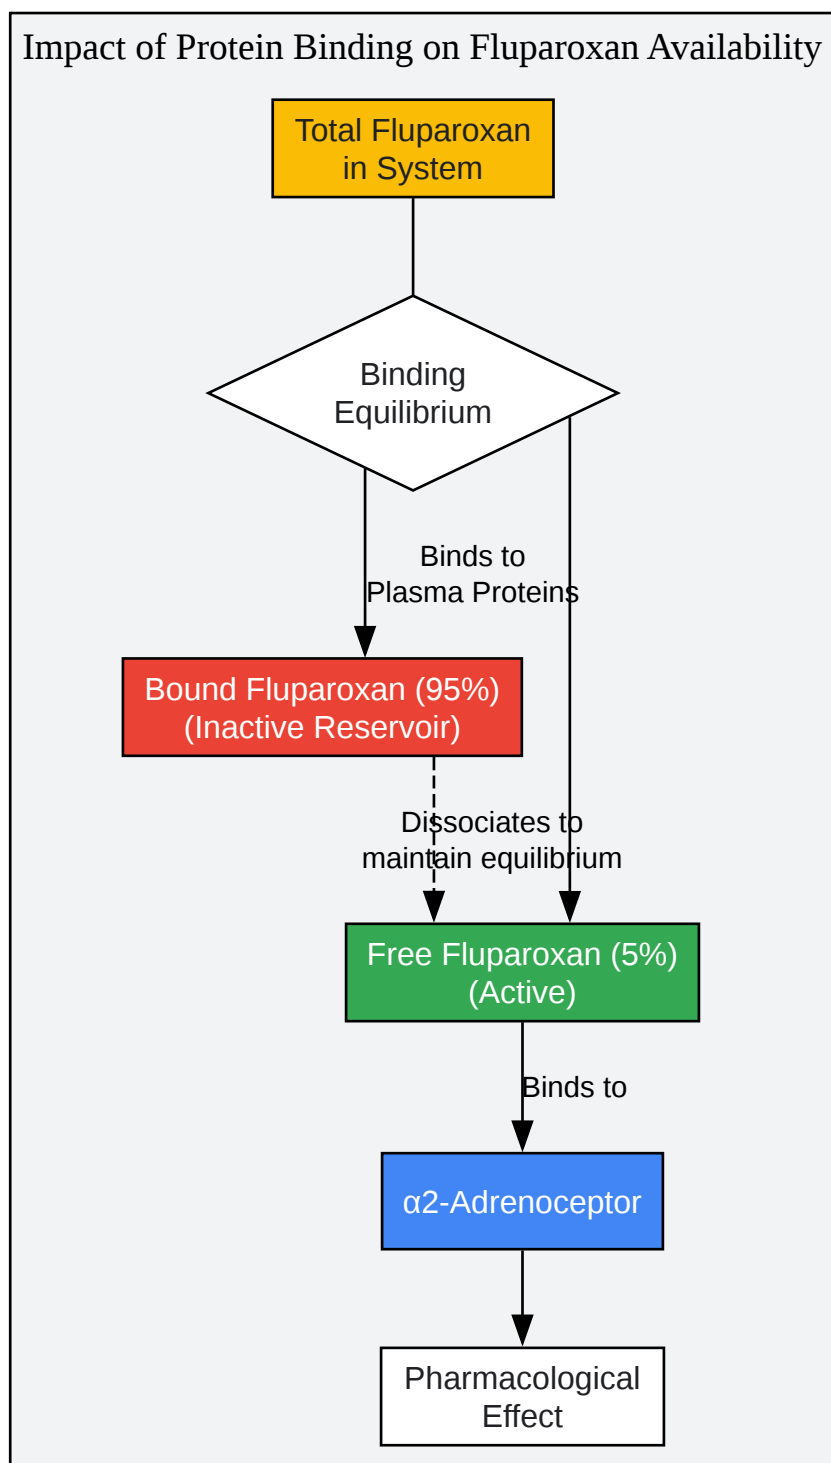 Impact of Protein Binding on Fluparoxan Availability
Total Fluparoxan
in System
Binding
Equilibrium
Binds to
Plasma Proteins
Bound Fluparoxan (95%)
(Inactive Reservoir)
Dissociates to
maintain equilibrium
Free Fluparoxan (5%)
(Active)
Binds to
α2-Adrenoceptor
Pharmacological
Effect